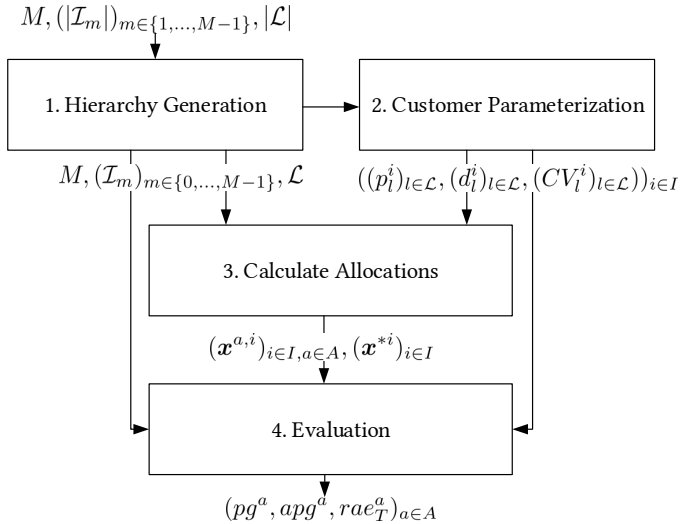 M, (|ℐ_m|)_{m∈{1,...,M−1}}, |ℒ|
1. Hierarchy Generation
2. Customer Parameterization
M, (ℐ_m)_{m∈{0,...,M−1}}, ℒ
((p_l^i)_{l∈ℒ}, (d_l^i)_{l∈ℒ}, (CV_l^i)_{l∈ℒ}))_{i∈I}
3. Calculate Allocations
(𝒙^{a,i})_{i∈I,a∈A}, (𝒙^{*i})_{i∈I}
4. Evaluation
(pg^a, apg^a, rae_T^a)_{a∈A}